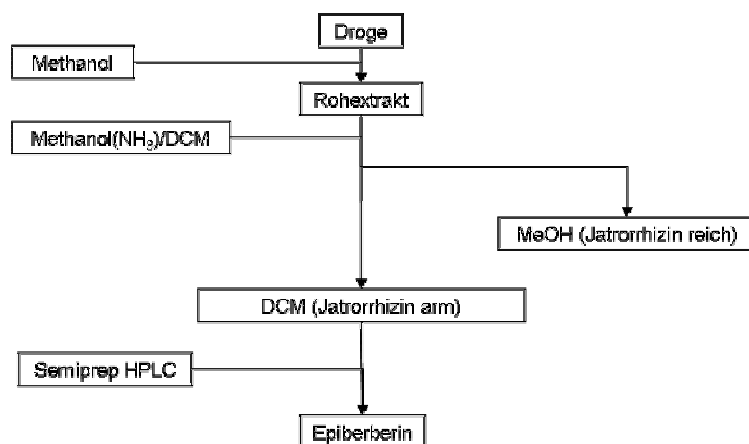 Droge
Methanol
Rohextrakt
Methanol(NH₃)/DCM
MeOH (Jatrorrhizin reich)
DCM (Jatrorrhizin arm)
Semiprep HPLC
Epiberberin